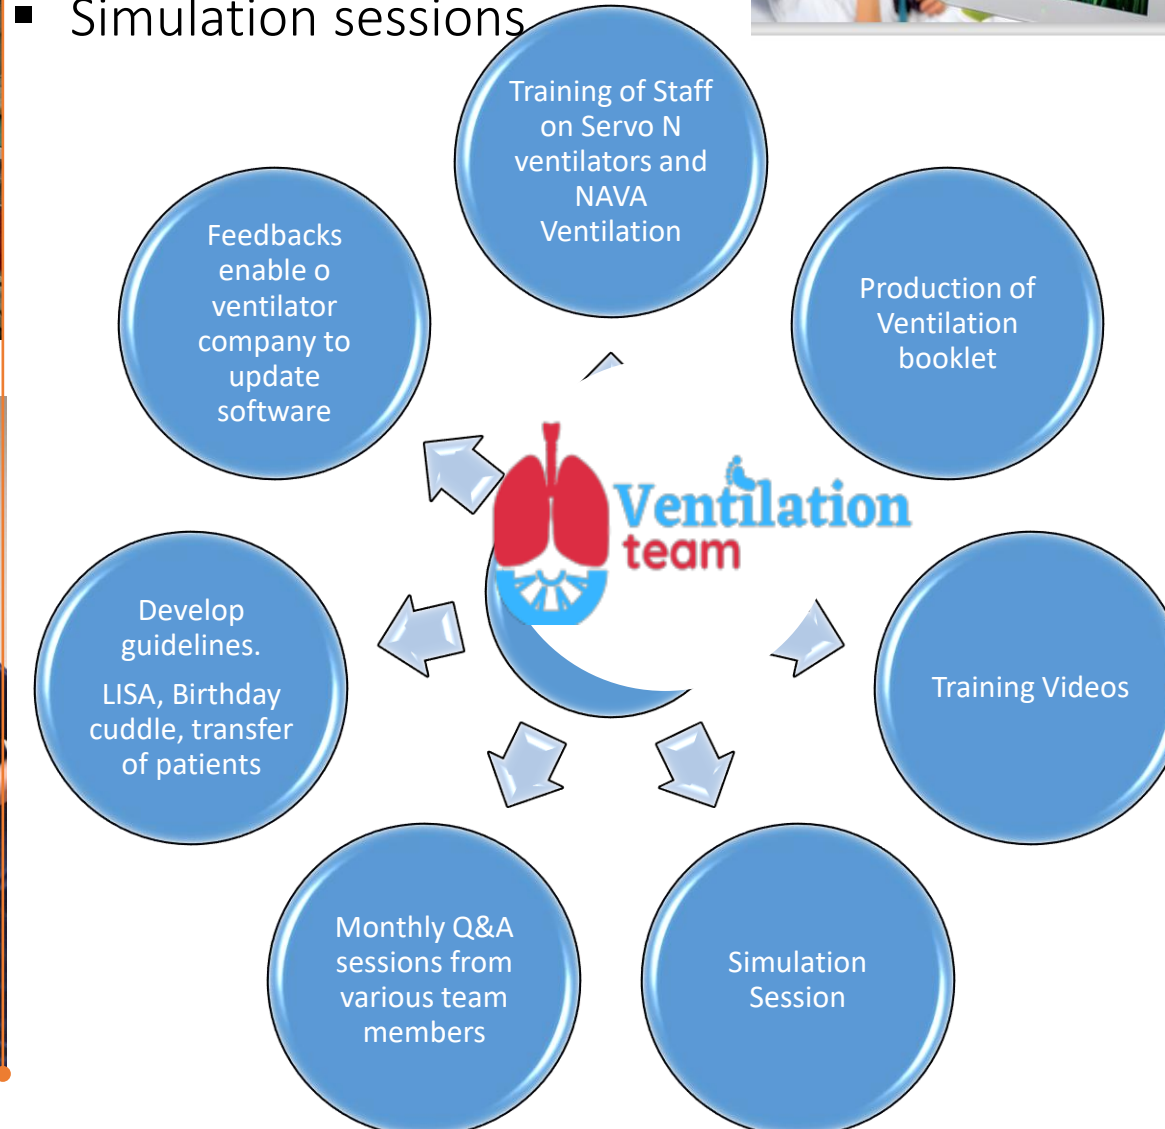 ▪ Simulation sessions
Training of Staff
on Servo N
ventilators and
NAVA
Ventilation
Production of
Ventilation
booklet
Training Videos
Simulation
Session
Monthly Q&A
sessions from
various team
members
Develop
guidelines.
LISA, Birthday
cuddle, transfer
of patients
Feedbacks
enable o
ventilator
company to
update
software
Ventilation
team